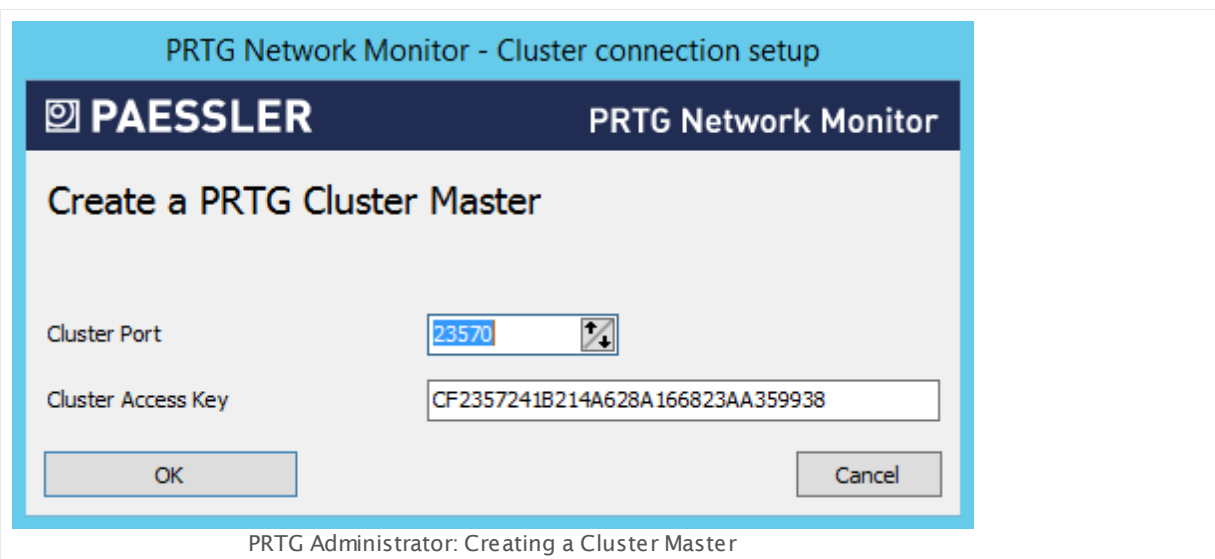 PRTG Network Monitor - Cluster connection setup
PAESSLER PRTG Network Monitor
Create a PRTG Cluster Master
Cluster Port 23570
Cluster Access Key CF2357241B214A628A166823AA359938
OK Cancel
PRTG Administrator: Creating a Cluster Master